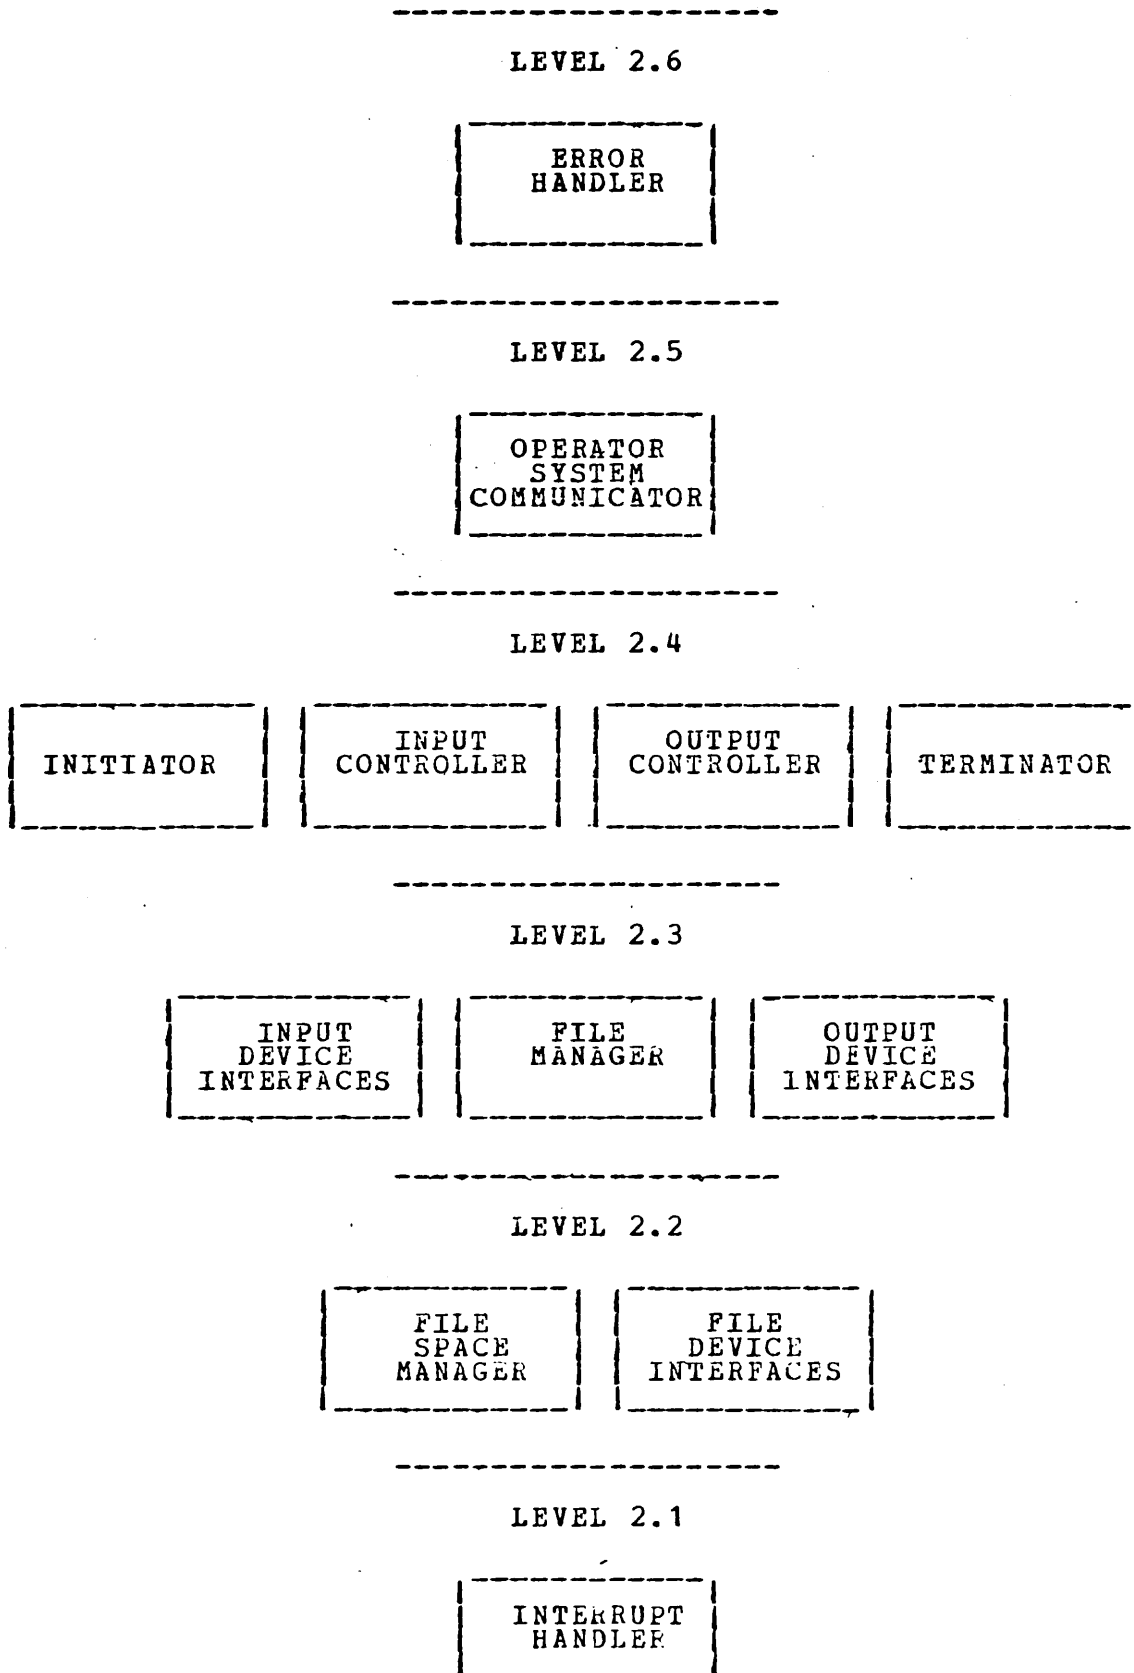 LEVEL 2.6
ERROR
HANDLER
LEVEL 2.5
OPERATOR
SYSTEM
COMMUNICATOR
LEVEL 2.4
INITIATOR
INPUT
CONTROLLER
OUTPUT
CONTROLLER
TERMINATOR
LEVEL 2.3
INPUT
DEVICE
INTERFACES
FILE
MANAGER
OUTPUT
DEVICE
INTERFACES
LEVEL 2.2
FILE
SPACE
MANAGER
FILE
DEVICE
INTERFACES
LEVEL 2.1
INTERRUPT
HANDLER